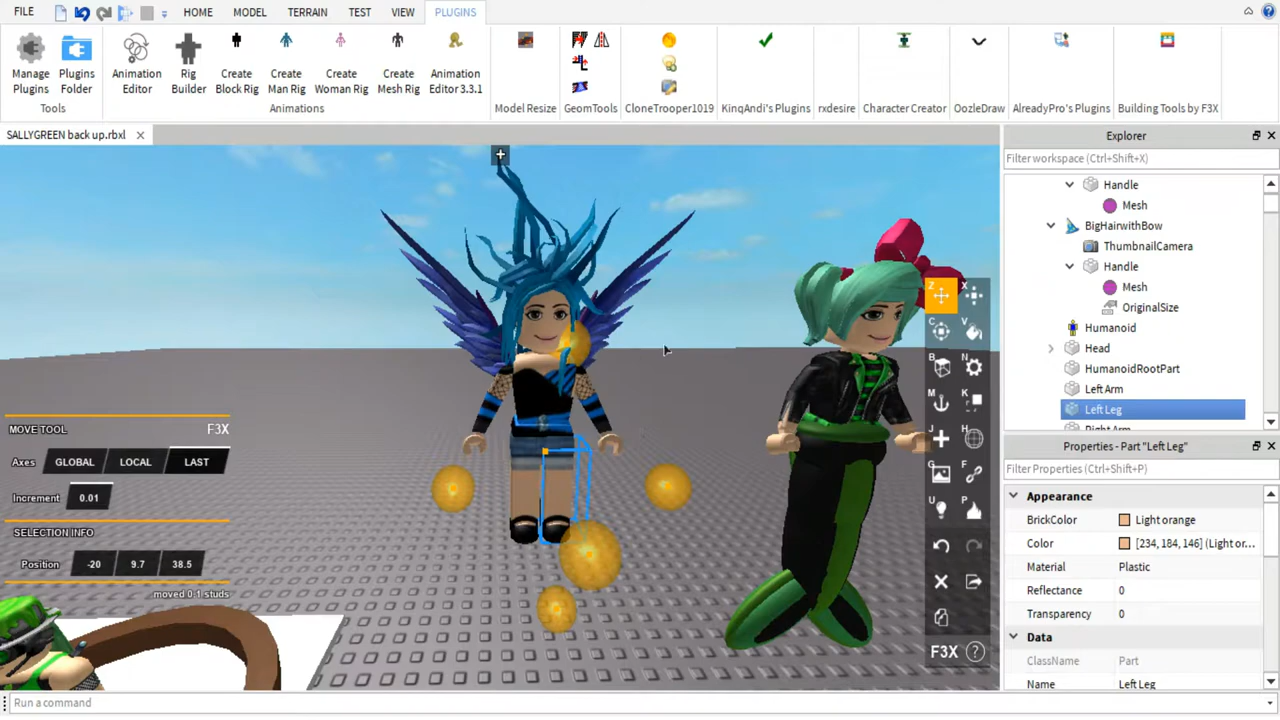 FILE HOME MODEL TERRAIN TEST VIEW PLUGINS
Manage Plugins
Plugins Folder
Tools
Animation Editor
Rig Builder
Create Block Rig
Create Man Rig
Create Woman Rig
Create Mesh Rig
Animation Editor 3.3.1
Animations
Model Resize
GeomTools
CloneTrooper1019
KinqAndi's Plugins
rxdesire
Character Creator
OozleDraw
AlreadyPro's Plugins
Building Tools by F3X
SALLYGREEN back up.rbxl
Explorer
Filter workspace (Ctrl+Shift+X)
Handle
Mesh
BigHairwithBow
ThumbnailCamera
Handle
Mesh
OriginalSize
Humanoid
Head
HumanoidRootPart
Left Arm
Left Leg
Right Arm
Properties - Part "Left Leg"
Filter Properties (Ctrl+Shift+P)
Appearance
BrickColor Light orange
Color [234, 184, 146] (Light or...
Material Plastic
Reflectance 0
Transparency 0
Data
ClassName Part
Name Left Leg
MOVE TOOL F3X
Axes GLOBAL LOCAL LAST
Increment 0.01
SELECTION INFO
Position -20 9.7 38.5
moved 0.1 studs
Z X
C V
B N
M K
J H
G F
U P
F3X ?
Run a command